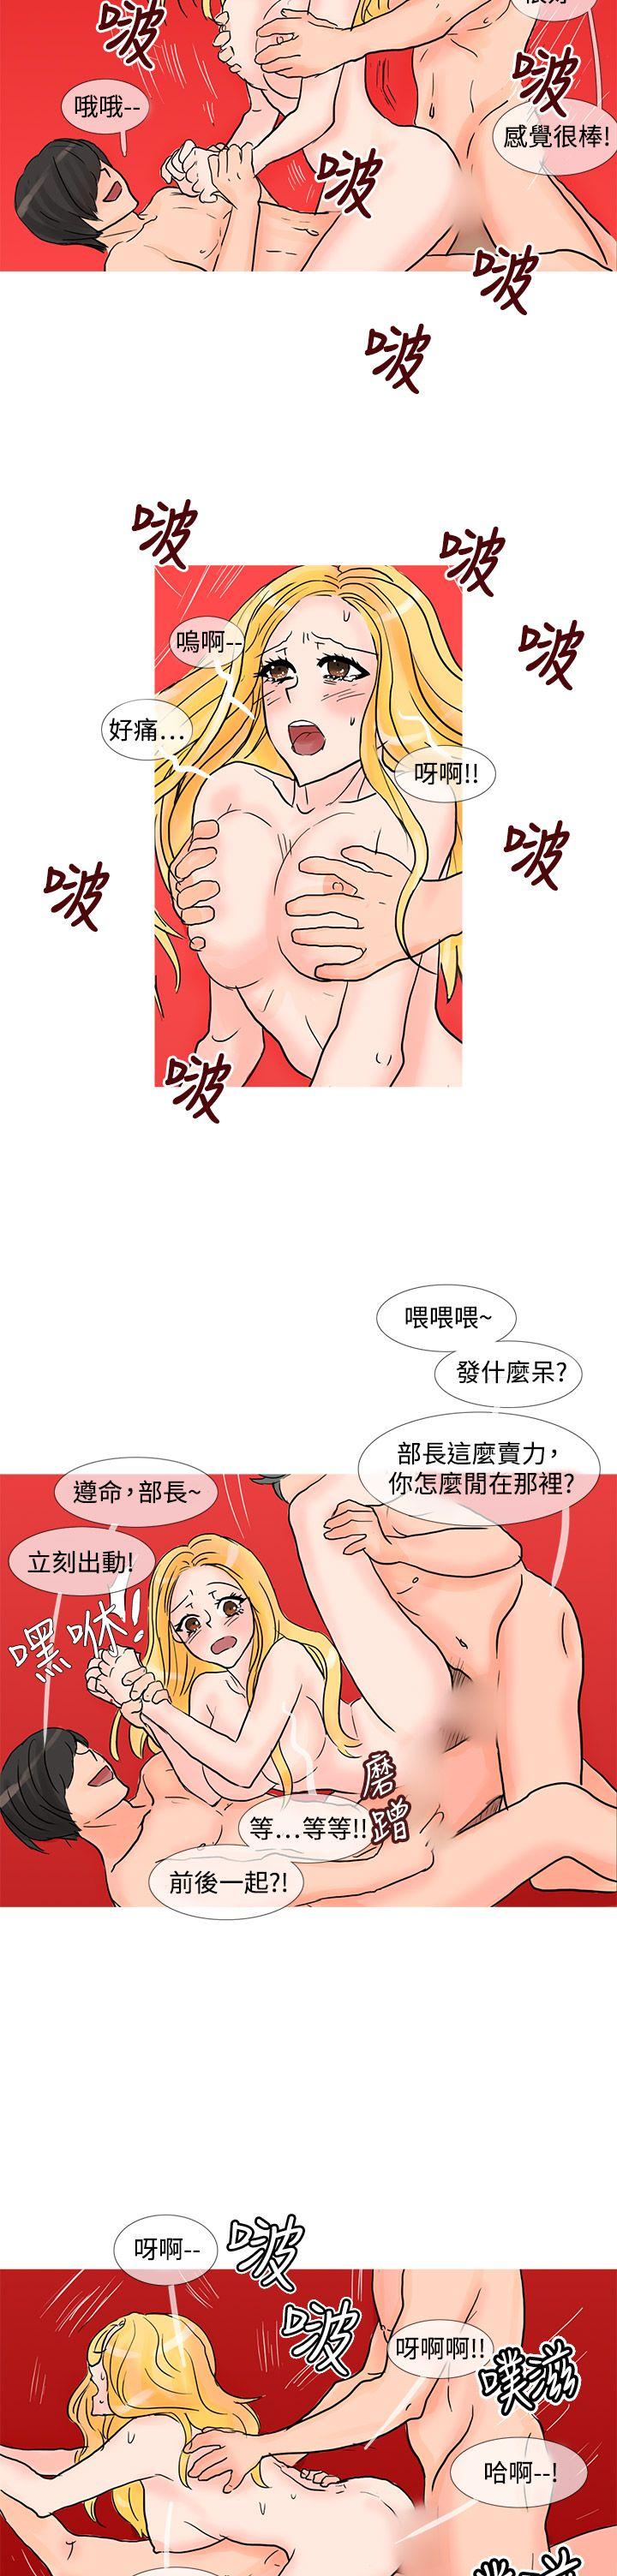 啵
哦哦--
啵
感覺很棒!
啵
啵
啵
啵
啵
啵
嗚啊--
好痛...
呀啊!!
啵
啵
啵
喂喂喂~
發什麼呆?
部長這麼賣力，
你怎麼閒在那裡?
遵命，部長~
立刻出動!
嘿咻!
磨蹭
等...等等!!
前後一起?!
呀啊--
啵
啵
呀啊啊!!
噗滋
哈啊--!